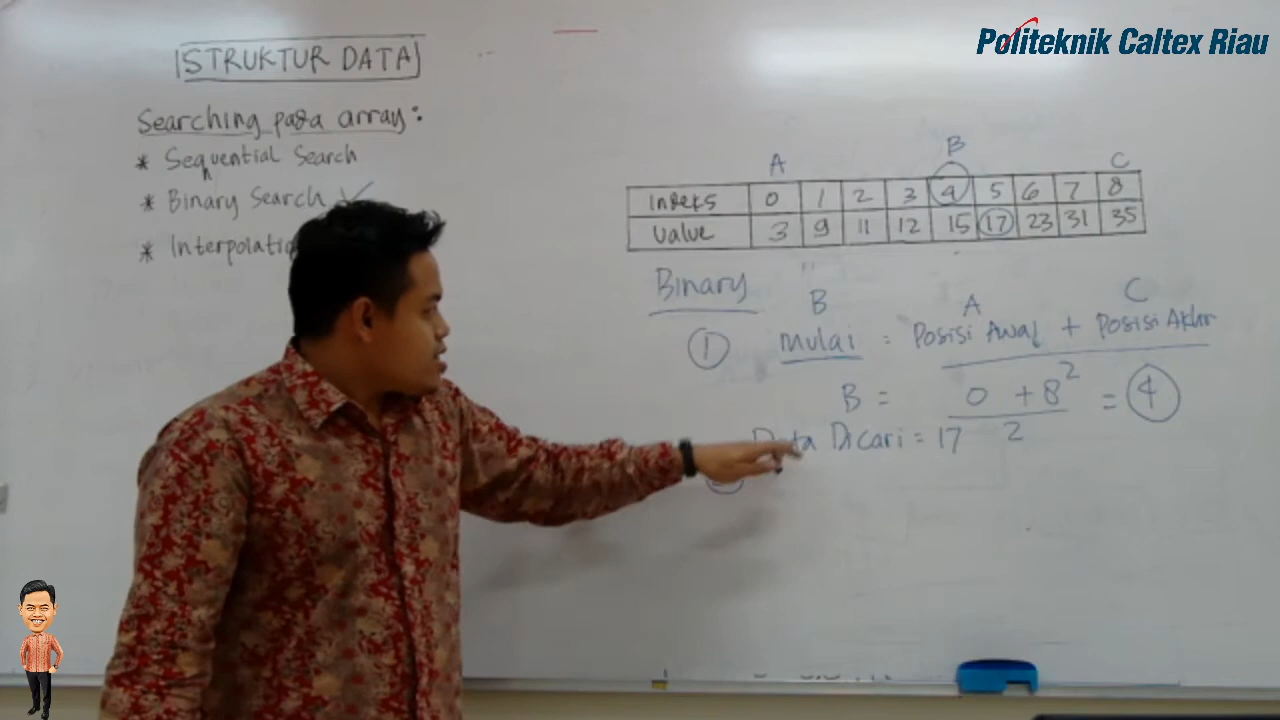 Politeknik Caltex Riau
STRUKTUR DATA
Searching pada array:
* Sequential Search
* Binary Search ✓
* Interpolatio
A B C
Indeks 0 1 2 3 4 5 6 7 8
Value 3 9 11 12 15 17 23 31 35
Binary
B A C
① Mulai = Posisi Awal + Posisi Akhir
2
B = 0 + 8 = 4
2
Data Dicari = 17